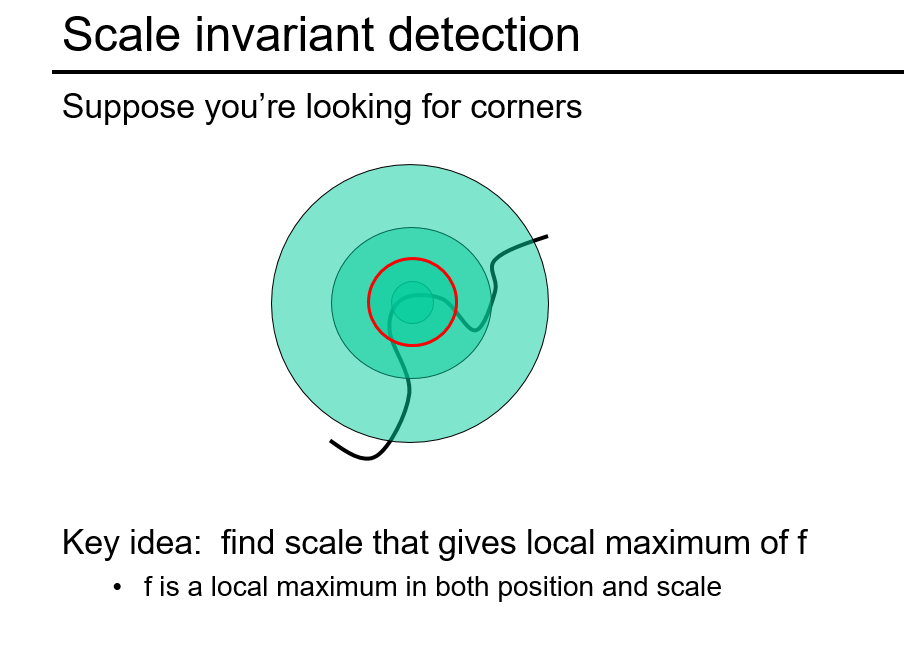 Scale invariant detection
Suppose you’re looking for corners
Key idea:  find scale that gives local maximum of f
• f is a local maximum in both position and scale